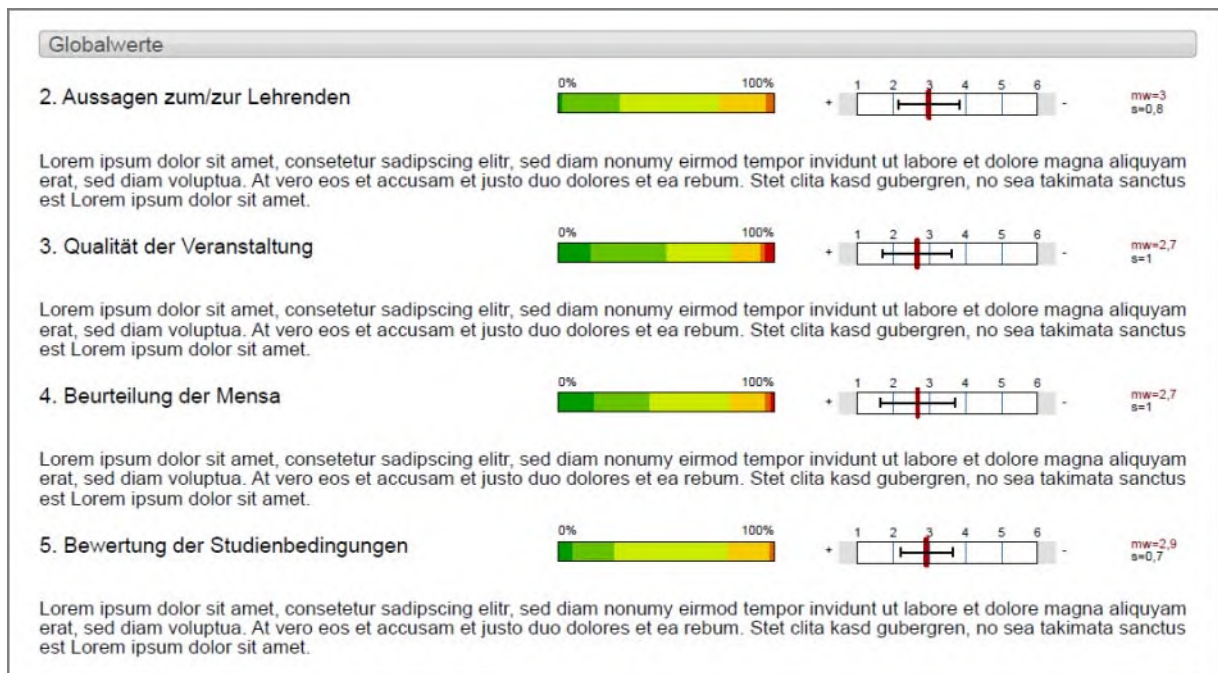 Globalwerte
2. Aussagen zum/zur Lehrenden
0% 100%
+ 1 2 3 4 5 6 -
mw=3
s=0,8
Lorem ipsum dolor sit amet, consetetur sadipscing elitr, sed diam nonumy eirmod tempor invidunt ut labore et dolore magna aliquyam
erat, sed diam voluptua. At vero eos et accusam et justo duo dolores et ea rebum. Stet clita kasd gubergren, no sea takimata sanctus
est Lorem ipsum dolor sit amet.
3. Qualität der Veranstaltung
0% 100%
+ 1 2 3 4 5 6 -
mw=2,7
s=1
Lorem ipsum dolor sit amet, consetetur sadipscing elitr, sed diam nonumy eirmod tempor invidunt ut labore et dolore magna aliquyam
erat, sed diam voluptua. At vero eos et accusam et justo duo dolores et ea rebum. Stet clita kasd gubergren, no sea takimata sanctus
est Lorem ipsum dolor sit amet.
4. Beurteilung der Mensa
0% 100%
+ 1 2 3 4 5 6 -
mw=2,7
s=1
Lorem ipsum dolor sit amet, consetetur sadipscing elitr, sed diam nonumy eirmod tempor invidunt ut labore et dolore magna aliquyam
erat, sed diam voluptua. At vero eos et accusam et justo duo dolores et ea rebum. Stet clita kasd gubergren, no sea takimata sanctus
est Lorem ipsum dolor sit amet.
5. Bewertung der Studienbedingungen
0% 100%
+ 1 2 3 4 5 6 -
mw=2,9
s=0,7
Lorem ipsum dolor sit amet, consetetur sadipscing elitr, sed diam nonumy eirmod tempor invidunt ut labore et dolore magna aliquyam
erat, sed diam voluptua. At vero eos et accusam et justo duo dolores et ea rebum. Stet clita kasd gubergren, no sea takimata sanctus
est Lorem ipsum dolor sit amet.